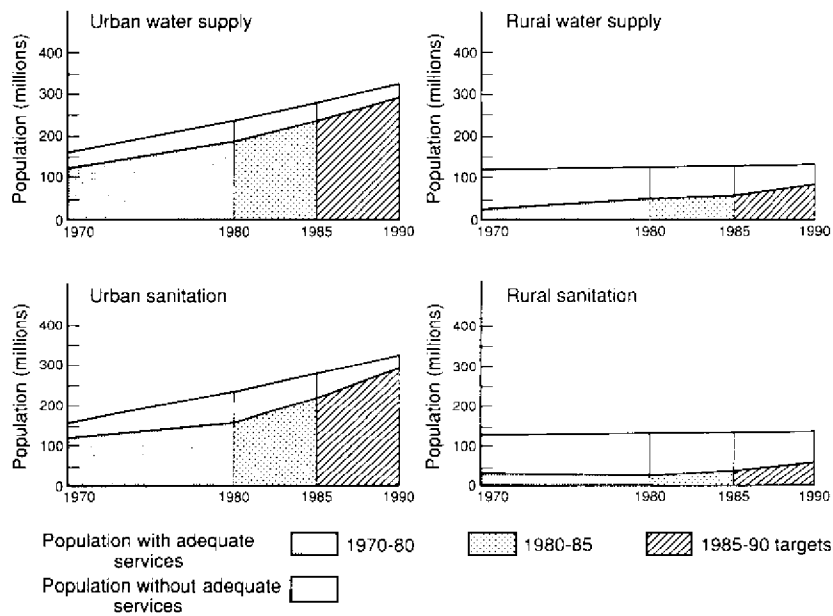 Urban water supply
Population (millions)
400
300
200
100
0
1970 1980 1985 1990
Rural water supply
Population (millions)
400
300
200
100
0
1970 1980 1985 1990
Urban sanitation
Population (millions)
400
300
200
100
0
1970 1980 1985 1990
Rural sanitation
Population (millions)
400
300
200
100
0
1970 1980 1985 1990
Population with adequate services 1970-80 1980-85 1985-90 targets
Population without adequate services